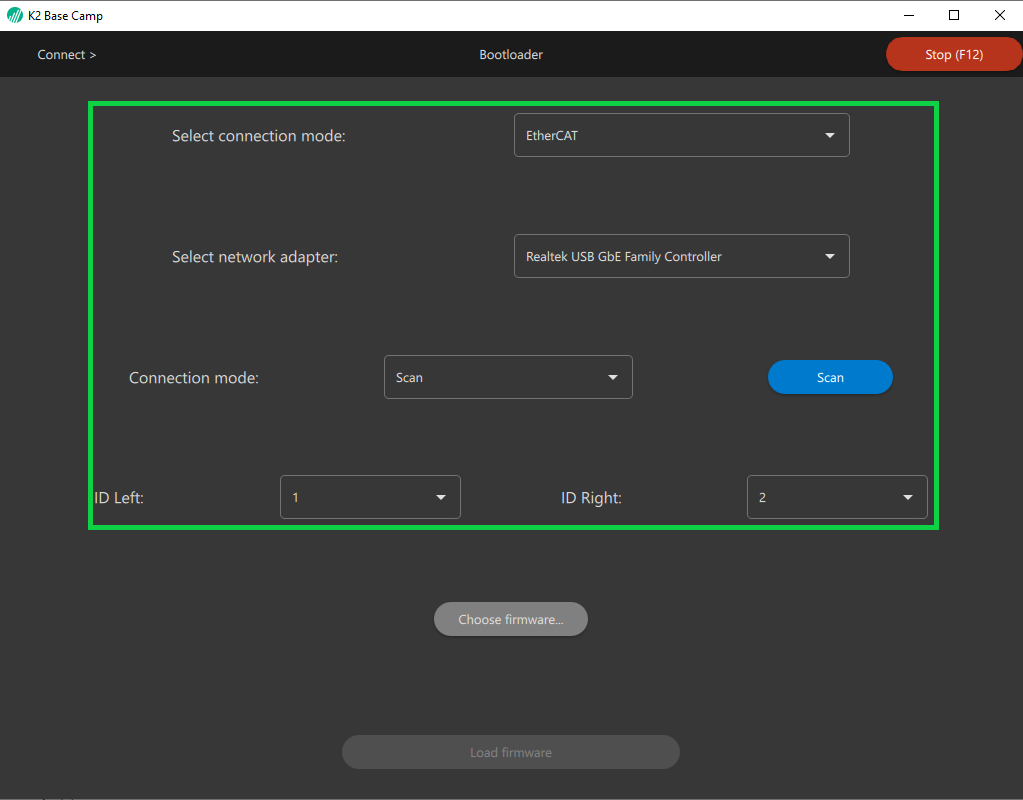 K2 Base Camp
Connect > Bootloader Stop (F12)
Select connection mode: EtherCAT
Select network adapter: Realtek USB GbE Family Controller
Connection mode: Scan Scan
ID Left: 1 ID Right: 2
Choose firmware...
Load firmware